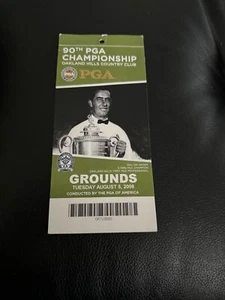 90TH PGA
CHAMPIONSHIP
OAKLAND HILLS COUNTRY CLUB
PGA
GROUNDS
TUESDAY AUGUST 5, 2008
CONDUCTED BY THE PGA OF AMERICA